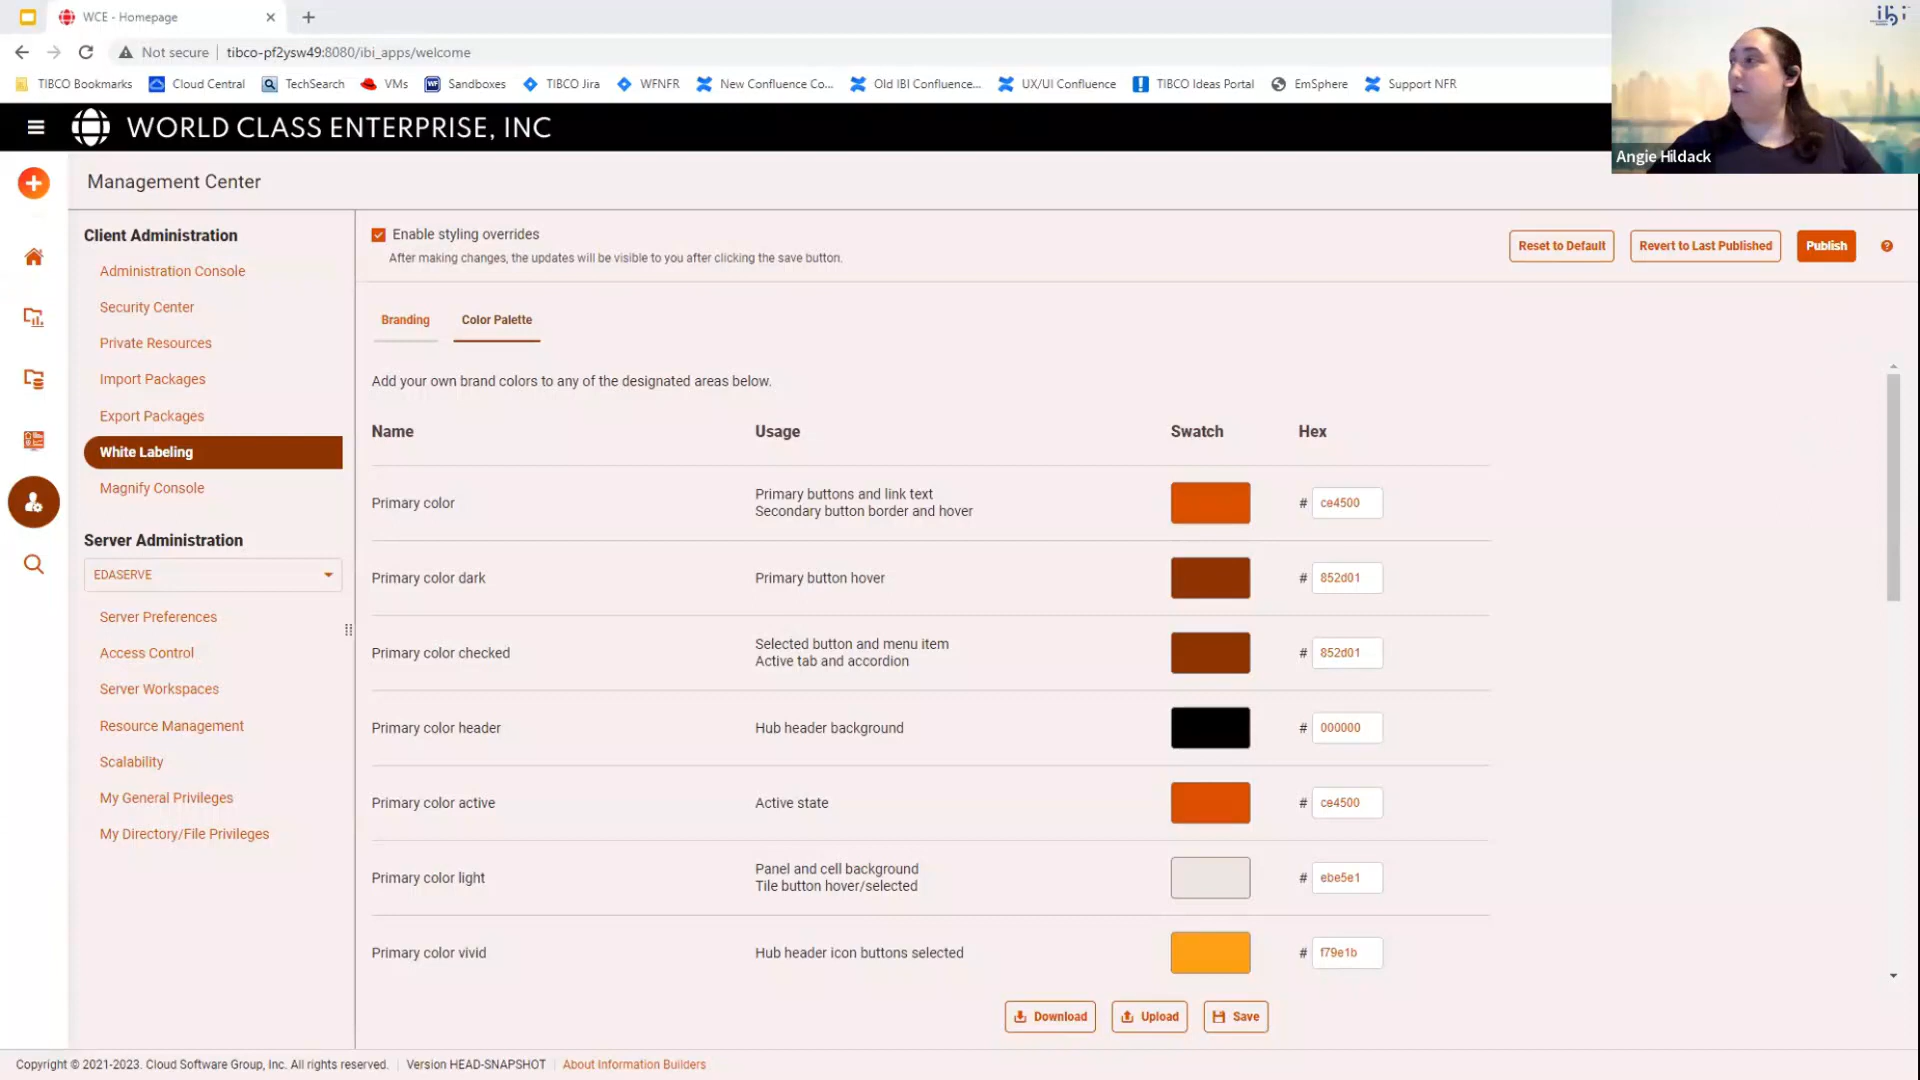 WCE - Homepage
Not secure
tibco-pf2ysw49:8080/ibi_apps/welcome
TIBCO Bookmarks
Cloud Central
TechSearch
VMs
Sandboxes
TIBCO Jira
WFNFR
New Confluence Co...
Old IBI Confluence...
UX/UI Confluence
TIBCO Ideas Portal
EmSphere
Support NFR
ibi
Angie Hildack
WORLD CLASS ENTERPRISE, INC
Management Center
Client Administration
Administration Console
Security Center
Private Resources
Import Packages
Export Packages
White Labeling
Magnify Console
Server Administration
EDASERVE
Server Preferences
Access Control
Server Workspaces
Resource Management
Scalability
My General Privileges
My Directory/File Privileges
Enable styling overrides
After making changes, the updates will be visible to you after clicking the save button.
Reset to Default
Revert to Last Published
Publish
?
Branding
Color Palette
Add your own brand colors to any of the designated areas below.
Name Usage Swatch Hex
Primary color
Primary buttons and link text
Secondary button border and hover
# ce4500
Primary color dark
Primary button hover
# 852d01
Primary color checked
Selected button and menu item
Active tab and accordion
# 852d01
Primary color header
Hub header background
# 000000
Primary color active
Active state
# ce4500
Primary color light
Panel and cell background
Tile button hover/selected
# ebe5e1
Primary color vivid
Hub header icon buttons selected
# f79e1b
Download
Upload
Save
Copyright © 2021-2023. Cloud Software Group, Inc. All rights reserved.
Version HEAD-SNAPSHOT
About Information Builders